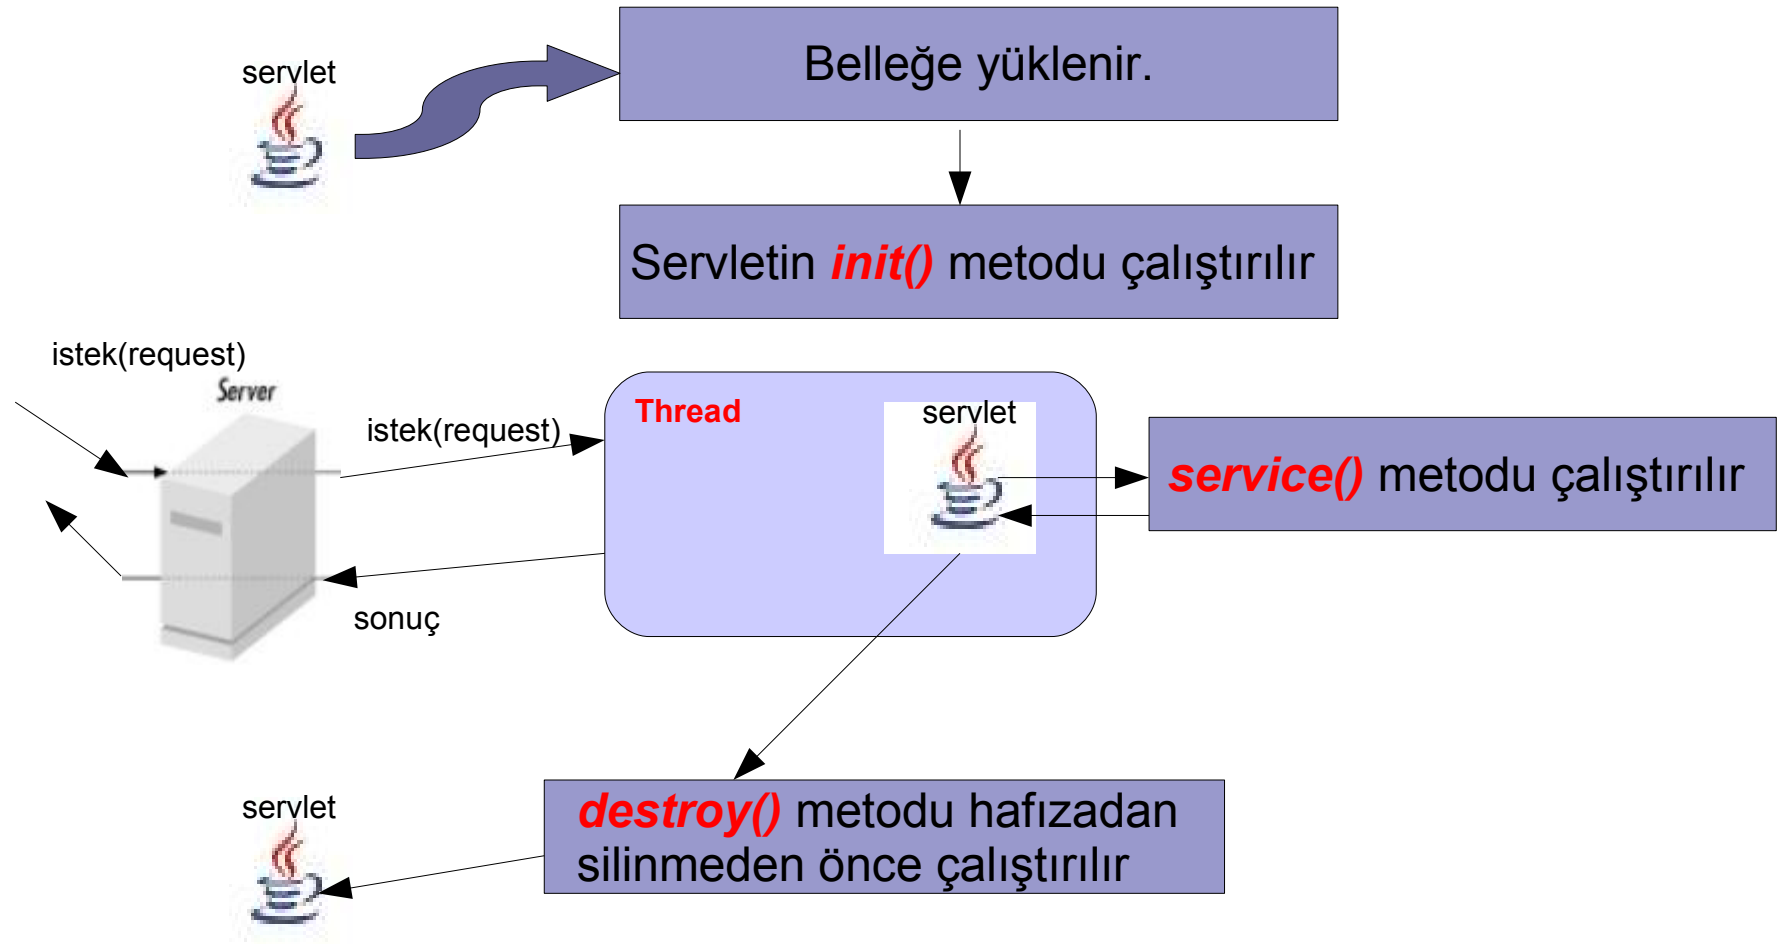 servlet
Belleğe yüklenir.
Servletin init() metodu çalıştırılır
istek(request)
Server
istek(request)
Thread
servlet
service() metodu çalıştırılır
sonuç
servlet
destroy() metodu hafızadan
silinmeden önce çalıştırılır